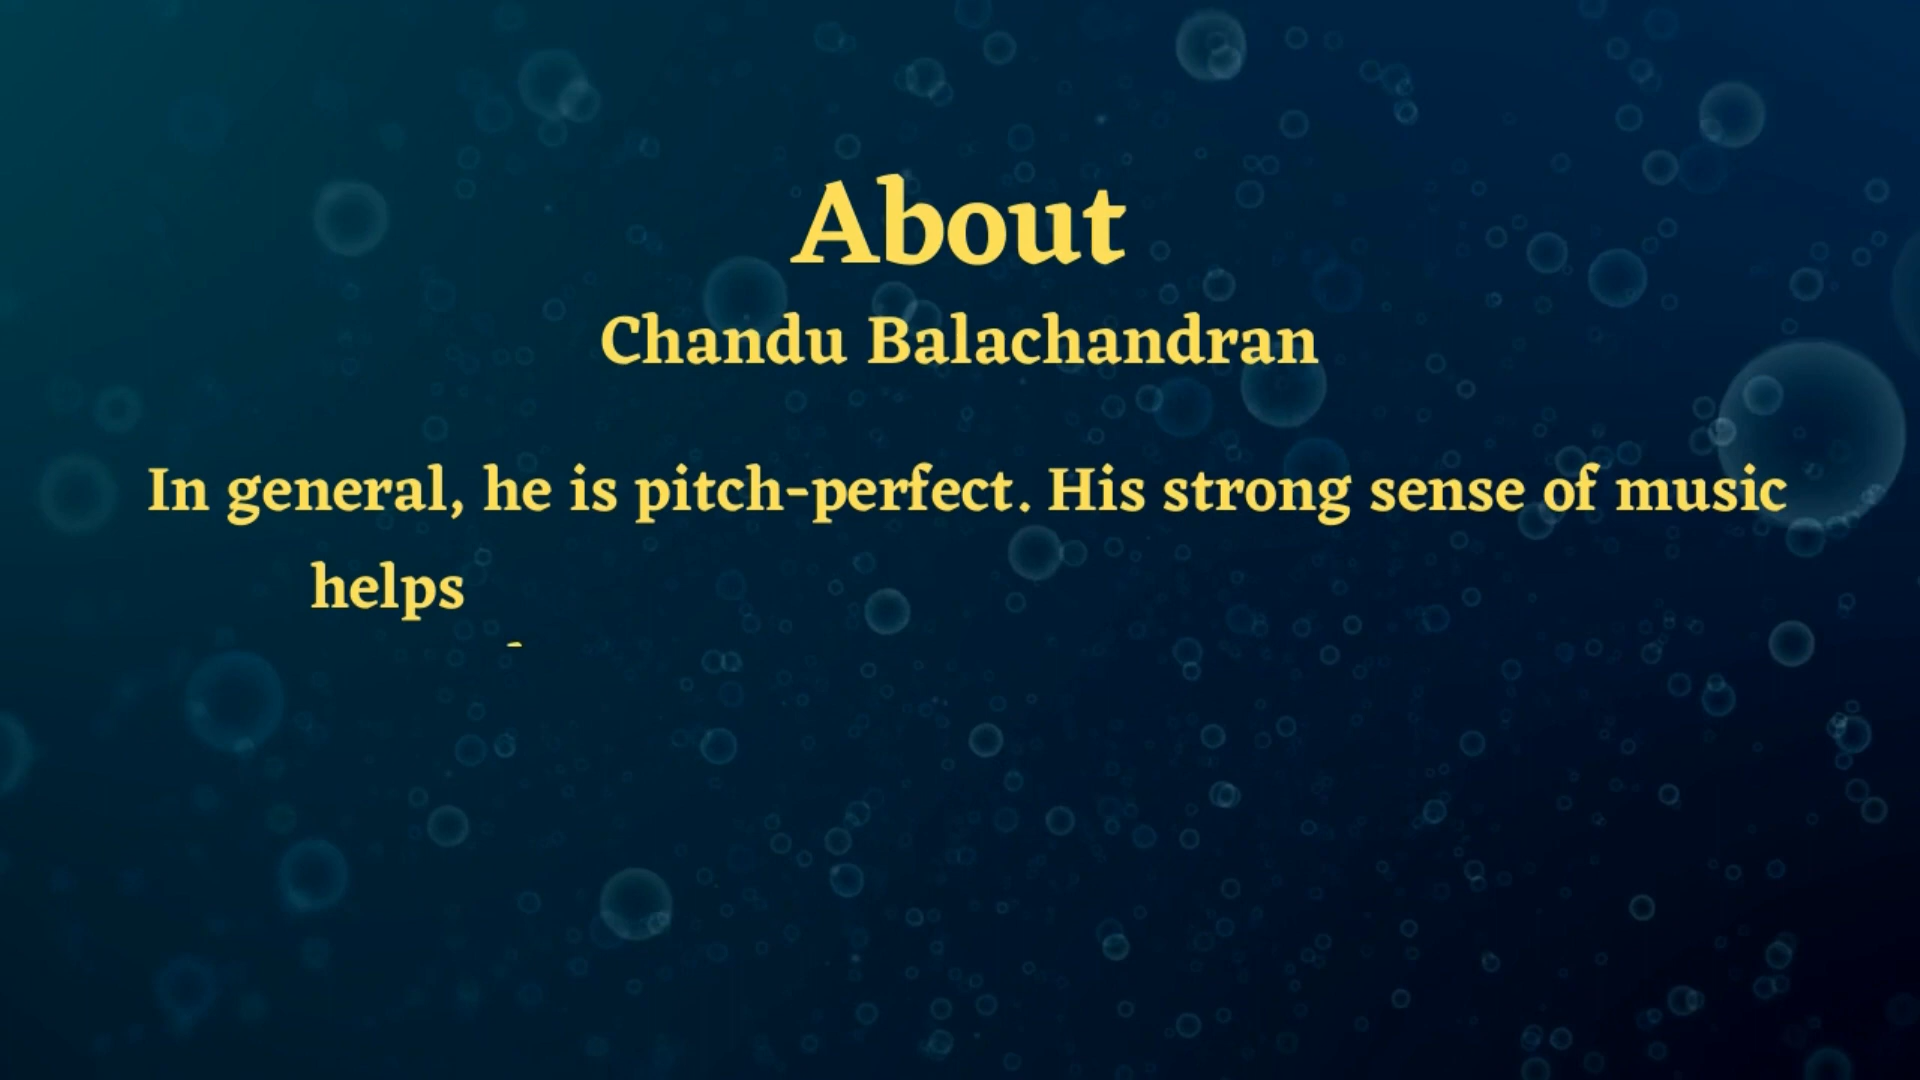 About
Chandu Balachandran
In general, he is pitch-perfect. His strong sense of music
helps